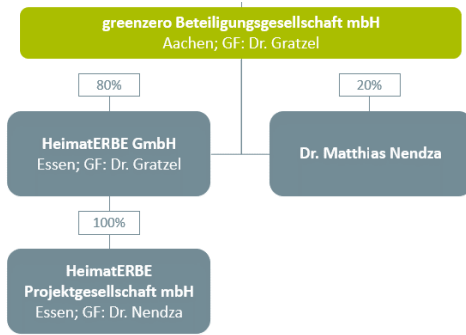 greenzero Beteiligungsgesellschaft mbH
Aachen; GF: Dr. Gratzel
80%
20%
HeimatERBE GmbH
Essen; GF: Dr. Gratzel
Dr. Matthias Nendza
100%
HeimatERBE
Projektgesellschaft mbH
Essen; GF: Dr. Nendza